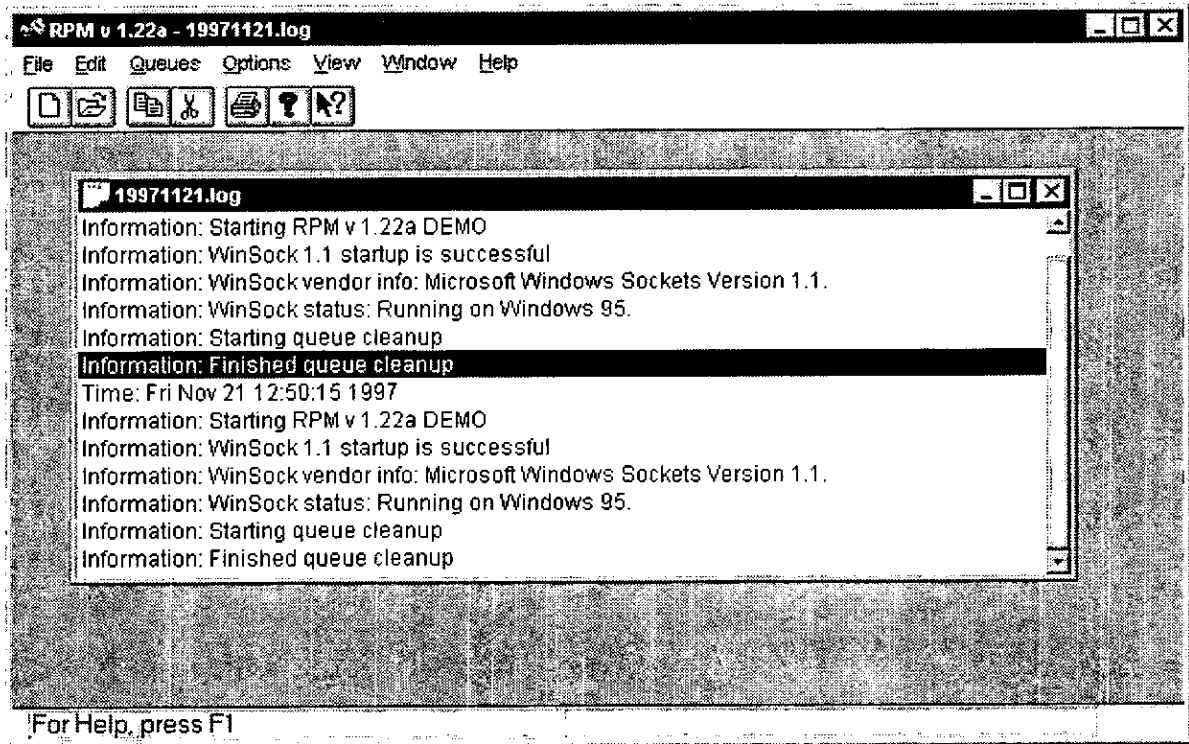 RPM v 1.22a - 19971121.log
File Edit Queues Options View Window Help
19971121.log
Information: Starting RPM v 1.22a DEMO
Information: WinSock 1.1 startup is successful
Information: WinSock vendor info: Microsoft Windows Sockets Version 1.1.
Information: WinSock status: Running on Windows 95.
Information: Starting queue cleanup
Information: Finished queue cleanup
Time: Fri Nov 21 12:50:15 1997
Information: Starting RPM v 1.22a DEMO
Information: WinSock 1.1 startup is successful
Information: WinSock vendor info: Microsoft Windows Sockets Version 1.1.
Information: WinSock status: Running on Windows 95.
Information: Starting queue cleanup
Information: Finished queue cleanup
For Help, press F1